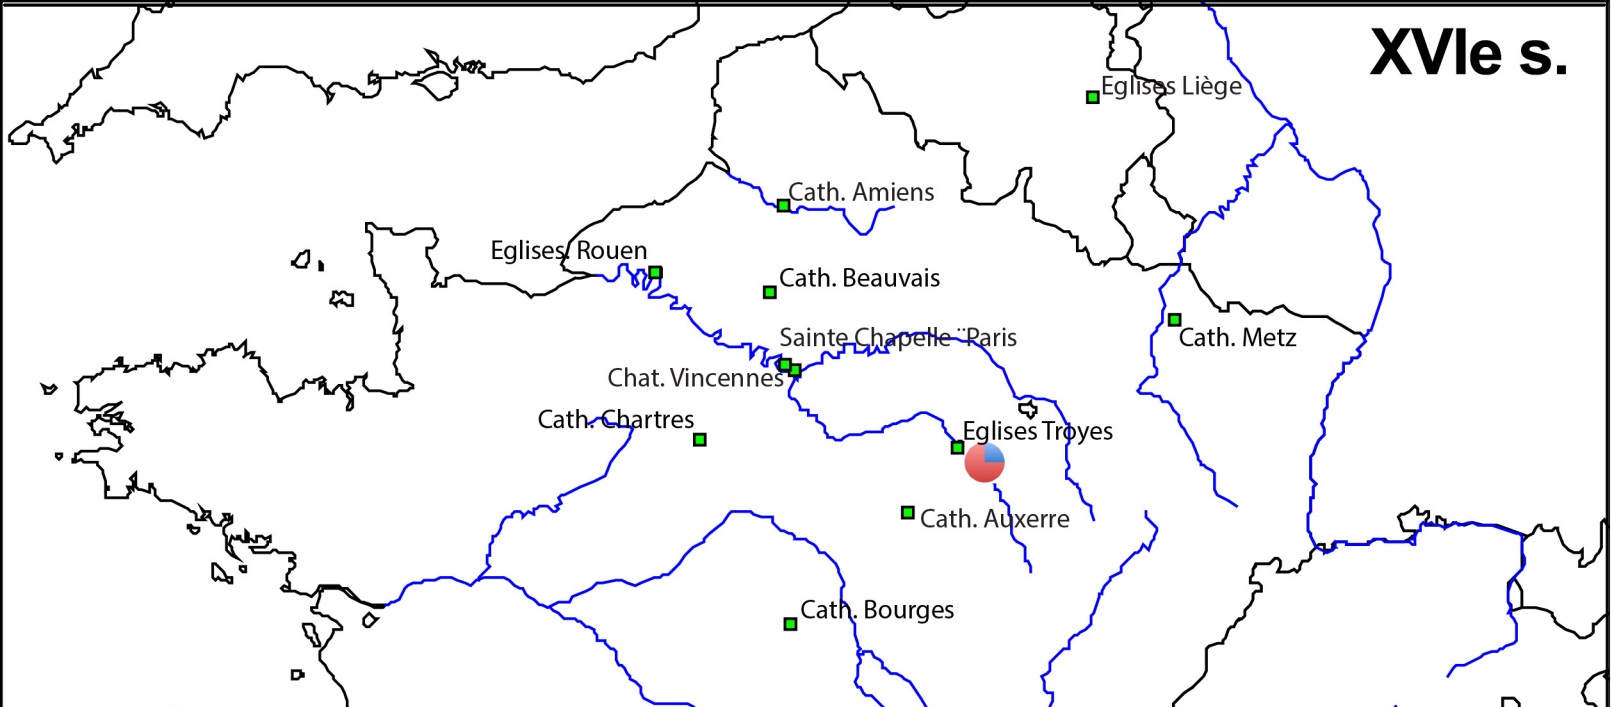 XVIe s.
Eglises Liège
Cath. Amiens
Eglises. Rouen
Cath. Beauvais
Sainte Chapelle ¨Paris
Cath. Metz
Chat. Vincennes
Cath. Chartres
Eglises Troyes
Cath. Auxerre
Cath. Bourges